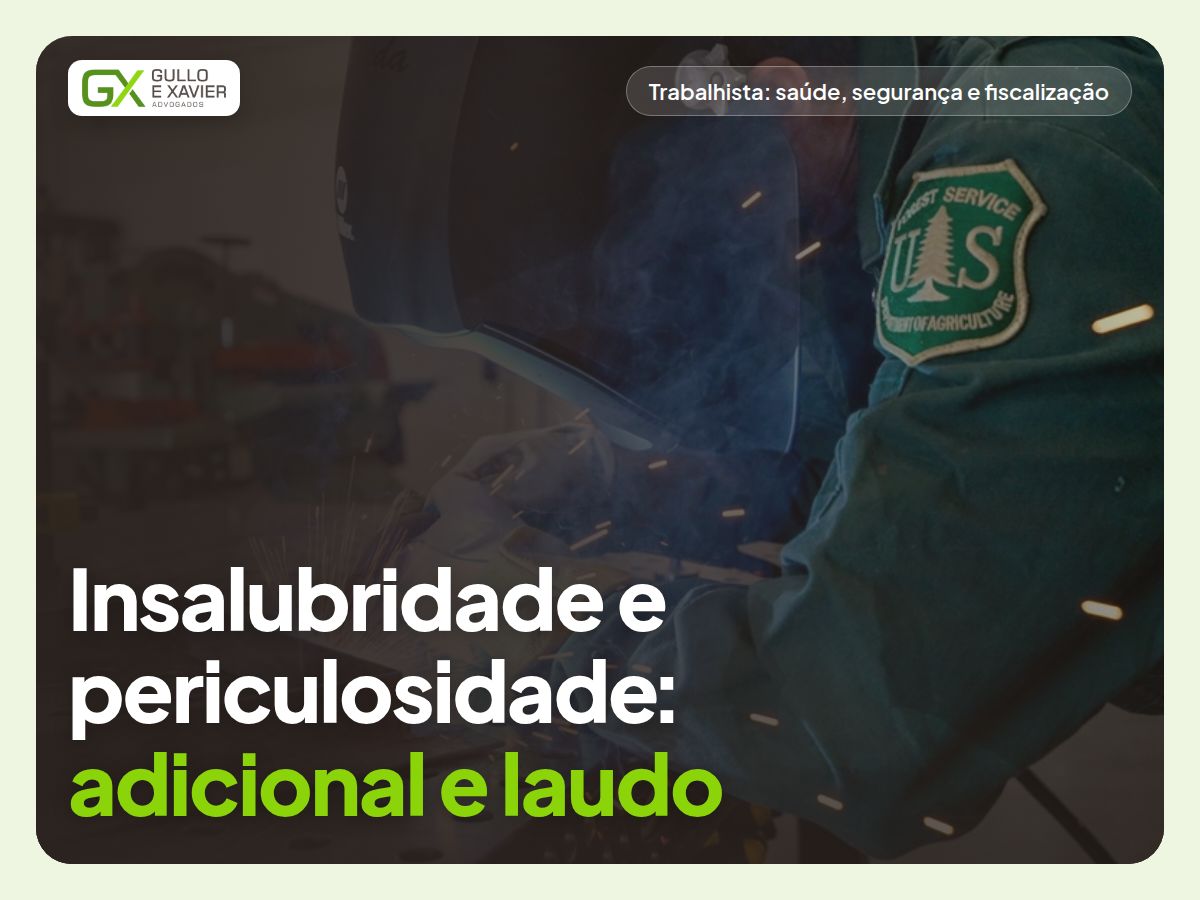 GX
GULLO
E XAVIER
ADVOGADOS
Trabalhista: saúde, segurança e fiscalização
FOREST SERVICE
US
DEPARTMENT OF AGRICULTURE
Insalubridade e
periculosidade:
adicional e laudo